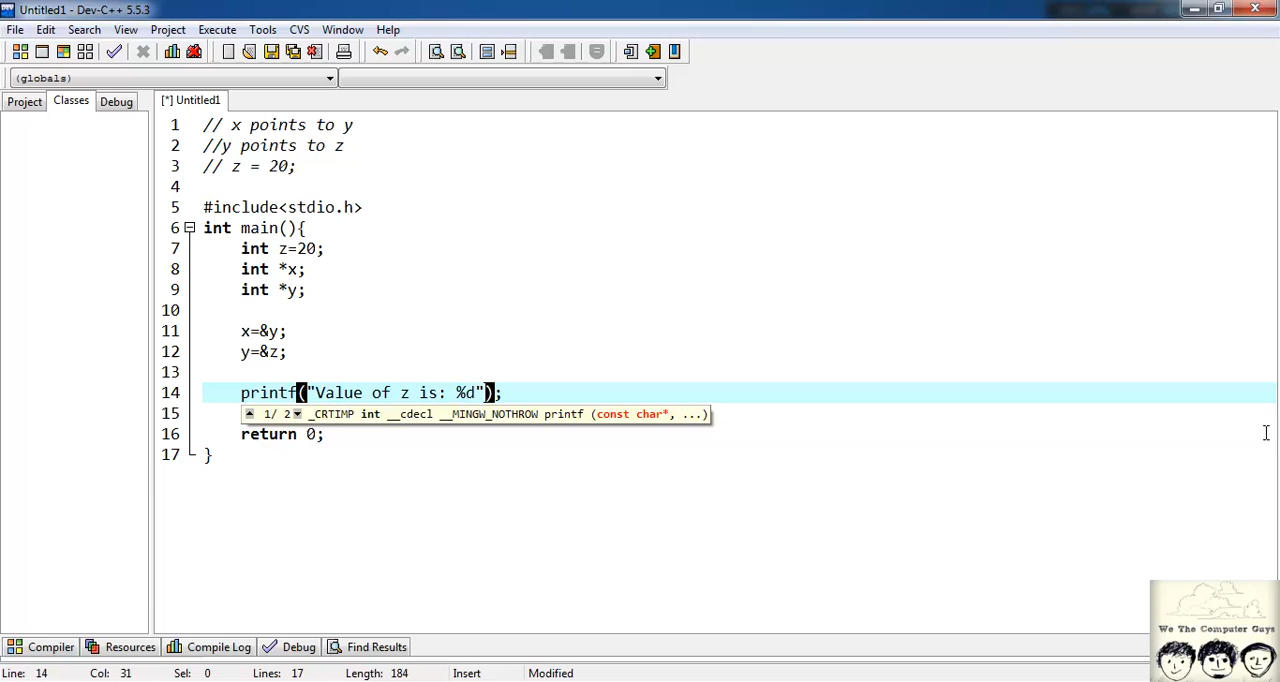 Untitled1 - Dev-C++ 5.5.3
File Edit Search View Project Execute Tools CVS Window Help
(globals)
Project Classes Debug [*] Untitled1
1 // x points to y
2 //y points to z
3 // z = 20;
4
5 #include<stdio.h>
6 int main(){
7 int z=20;
8 int *x;
9 int *y;
10
11 x=&y;
12 y=&z;
13
14 printf("Value of z is: %d");
15 1/ 2 _CRTIMP int __cdecl __MINGW_NOTHROW printf (const char*, ...)
16 return 0;
17 }
We The Computer Guys
Compiler Resources Compile Log Debug Find Results
Line: 14 Col: 31 Sel: 0 Lines: 17 Length: 184 Insert Modified